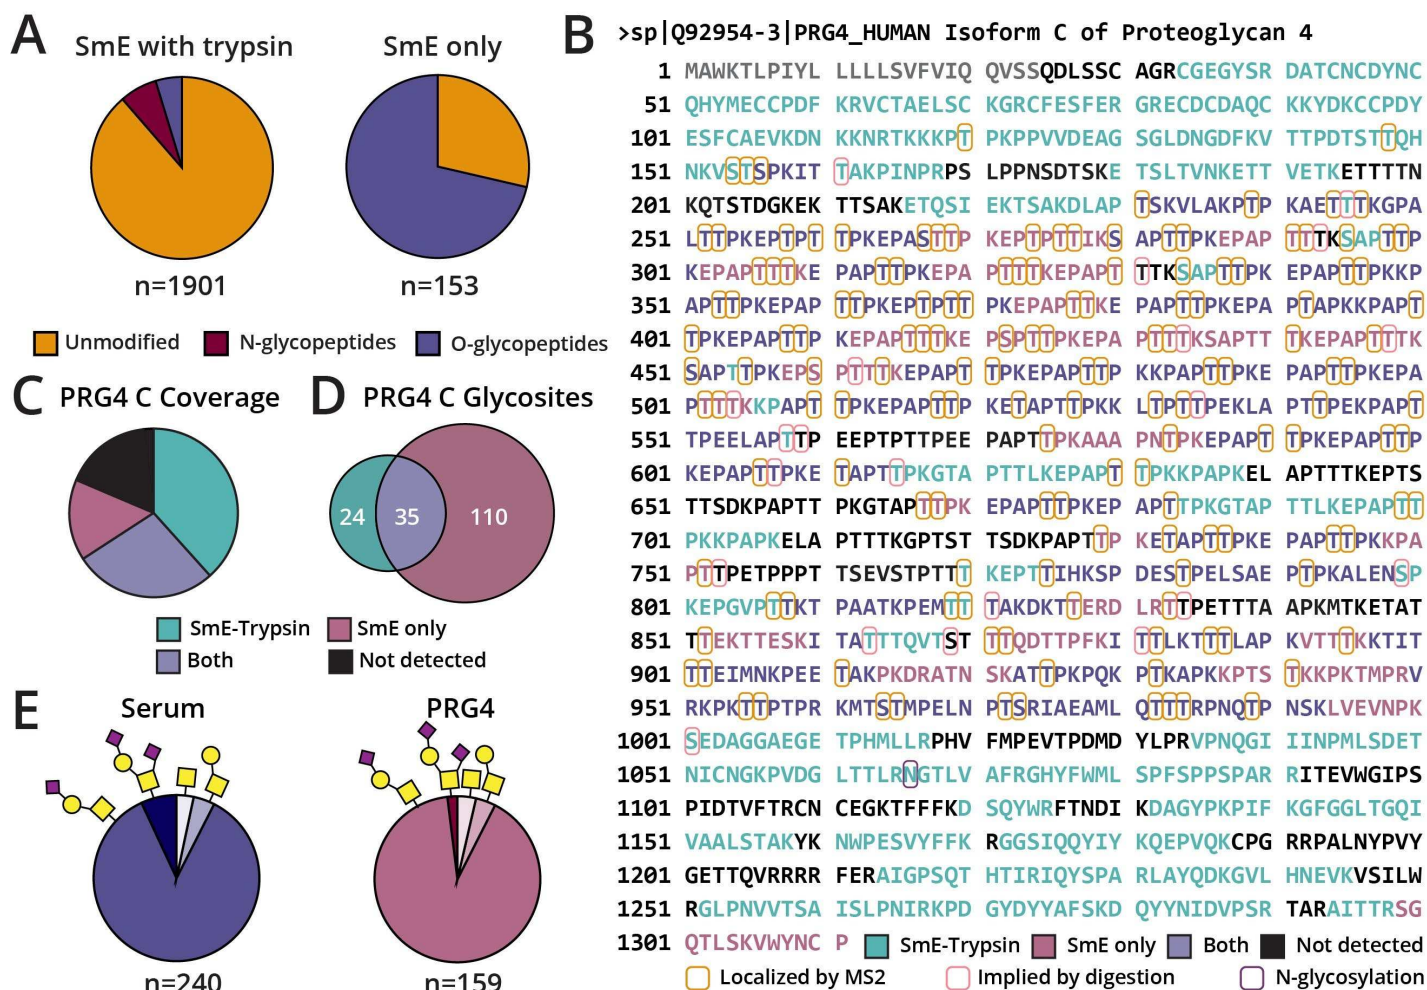 A
SmE with trypsin
SmE only
n=1901
n=153
Unmodified
N-glycopeptides
O-glycopeptides
B
>sp|Q92954-3|PRG4_HUMAN Isoform C of Proteoglycan 4
1 MAWKTLPIYL LLLLSVFVIQ QVSSQDLSSC AGRCGEGYSR DATCNCDYNC
51 QHYMECCPDF KRVCTAELSC KGRCFESFER GRECDCDAQC KKYDKCCPDY
101 ESFCAEVKDN KKNRTKKKPT PKPPVVDEAG SGLDNGDFKV TTPDTSTTQH
151 NKVSTSPKIT TAKPINPRPS LPPNSDTSKE TSLTVNKETT VETKETTTTN
201 KQTSTDGKEK TTSAKETQSI EKTSAKDLAP TSKVLAKPTP KAETTTKGPA
251 LTTPKEPTPT TPKEPASTTP KEPTPTTIKS APTTPKEPAP TTTKSAPTTP
301 KEPAPTTTKE PAPTTPKEPA PTTTTKEPAPT TTKSAPTTPK EPAPTTPKKP
351 APTTPKEPAP TTPKEPTPTT PKEPAPTTKE PAPTTPKEPA PTAPKKPAPT
401 TPKEPAPTTP KEPAPTTTKE PSPTTPKEPA PTTTKSAPTT TKEPAPTTTK
451 SAPTTPKEPS PTTTKEPAPT TPKEPAPTTP KKPAPTTPKE PAPTTPKEPA
501 PTTTKKPAPT TPKEPAPTTP KETAPTTPKK LTPTTPEKLA PTTPEKPAPT
551 TPEELAPTTP EEPTPTTPEE PAPTTPKAAA PNTPKEPAPT TPKEPAPTTP
601 KEPAPTTPKE TAPTTPKGTA PTTLKEPAPT TPKKPAPKEL APTTTKEPTS
651 TTSDKPAPTT PKGTAPTTPK EPAPTTPKEP APTTPKGTAP TTLKEPAPTT
701 PKKPAPKELA PTTTKGPTST TSDKPAPTTP KETAPTTPKE PAPTTPKKPA
751 PTTPETPPPT TSEVSTPTTT KEPTTIHKSP DESTPELSAE PTPKALENSP
801 KEPGVPTTKT PAATKPEMTT TAKDKTTERD LRTTPETTTA APKMTKETAT
851 TTEKTTESKI TATTTQVTST TTQDTTPFKI TTLKTTTLAP KVTTTKKTIT
901 TTEIMNKPEE TAKPKDRATN SKATTPKPQK PTKAPKKPTS TKKPKTMPRV
951 RKPKTTPTPR KMTSTMPELN PTSRIAEAML QTTTRPNQTP NSKLVEVNPK
1001 SEDAGGAEGE TPHMLLRPHV FMPEVTPDMD YLPRVPNQGI IINPMLSDET
1051 NICNGKPVDG LTTLRNGTLV AFRGHYFWML SPFSPPSPAR RITEVWGIPS
1101 PIDTVFTRCN CEGKTFFFKD SQYWRFTNDI KDAGYPKPIF KGFGGLTGQI
1151 VAALSTAKYK NWPESVYFFK RGGSIQQYIY KQEPVQKCPG RRPALNYPVY
1201 GETTQVRRRR FERAIGPSQT HTIRIQYSPA RLAYQDKGVL HNEVKVSILW
1251 RGLPNVVTSA ISLPNIRKPD GYDYYAFSKD QYYNIDVPSR TARAITTRSG
1301 QTLSKVWYNC P
SmE-Trypsin
SmE only
Both
Not detected
Localized by MS2
Implied by digestion
N-glycosylation
C
PRG4 C Coverage
D
PRG4 C Glycosites
24
35
110
SmE-Trypsin
SmE only
Both
Not detected
E
Serum
PRG4
n=240
n=159